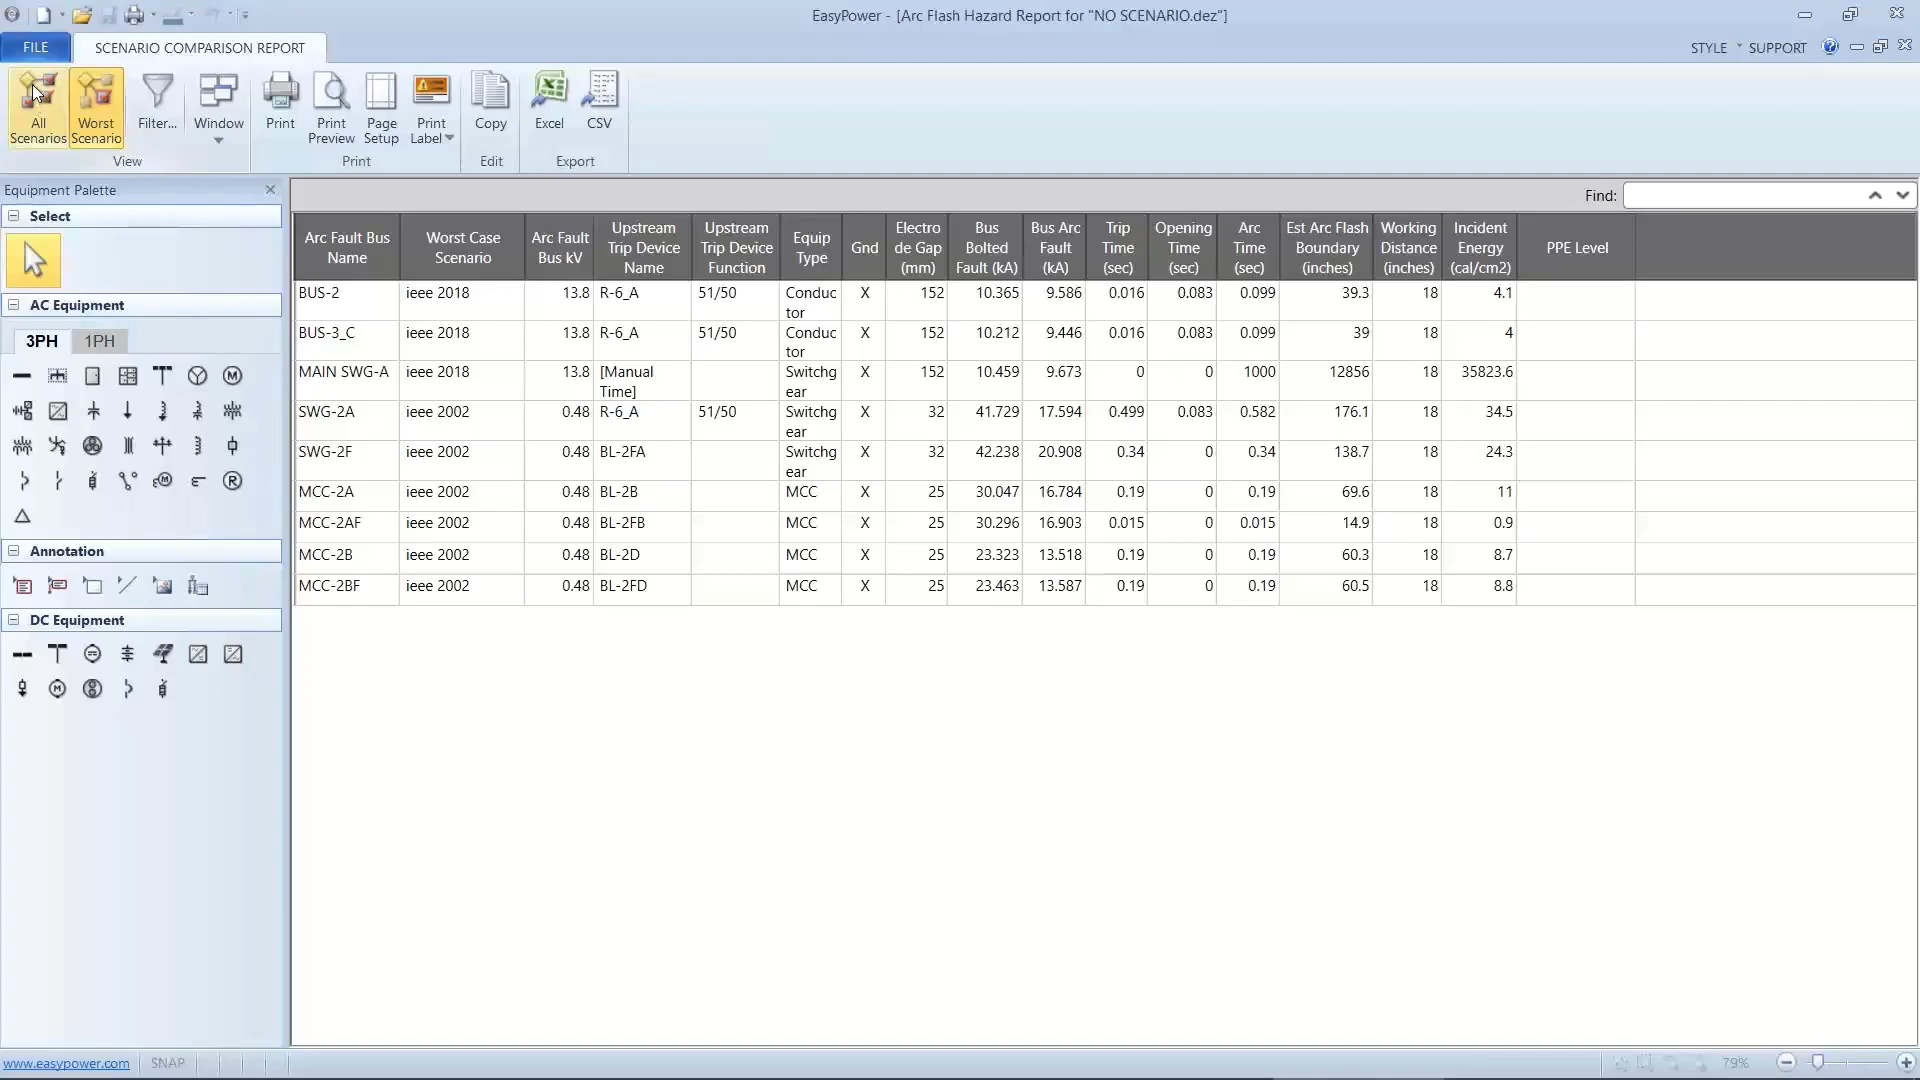 EasyPower - [Arc Flash Hazard Report for "NO SCENARIO.dez"]
FILE
SCENARIO COMPARISON REPORT
STYLE
SUPPORT
All Scenarios
Worst Scenario
Filter...
Window
Print
Print Preview
Page Setup
Print Label
Copy
Excel
CSV
View
Print
Edit
Export
Equipment Palette
Find:
Select
AC Equipment
3PH 1PH
Annotation
DC Equipment
Arc Fault Bus Name Worst Case Scenario Arc Fault Bus kV Upstream Trip Device Name Upstream Trip Device Function Equip Type Gnd Electro de Gap (mm) Bus Bolted Fault (kA) Bus Arc Fault (kA) Trip Time (sec) Opening Time (sec) Arc Time (sec) Est Arc Flash Boundary (inches) Working Distance (inches) Incident Energy (cal/cm2) PPE Level
BUS-2 ieee 2018 13.8 R-6_A 51/50 Conduc tor X 152 10.365 9.586 0.016 0.083 0.099 39.3 18 4.1
BUS-3_C ieee 2018 13.8 R-6_A 51/50 Conduc tor X 152 10.212 9.446 0.016 0.083 0.099 39 18 4
MAIN SWG-A ieee 2018 13.8 [Manual Time] Switchg ear X 152 10.459 9.673 0 0 1000 12856 18 35823.6
SWG-2A ieee 2002 0.48 R-6_A 51/50 Switchg ear X 32 41.729 17.594 0.499 0.083 0.582 176.1 18 34.5
SWG-2F ieee 2002 0.48 BL-2FA Switchg ear X 32 42.238 20.908 0.34 0 0.34 138.7 18 24.3
MCC-2A ieee 2002 0.48 BL-2B MCC X 25 30.047 16.784 0.19 0 0.19 69.6 18 11
MCC-2AF ieee 2002 0.48 BL-2FB MCC X 25 30.296 16.903 0.015 0 0.015 14.9 18 0.9
MCC-2B ieee 2002 0.48 BL-2D MCC X 25 23.323 13.518 0.19 0 0.19 60.3 18 8.7
MCC-2BF ieee 2002 0.48 BL-2FD MCC X 25 23.463 13.587 0.19 0 0.19 60.5 18 8.8
www.easypower.com
SNAP
79%